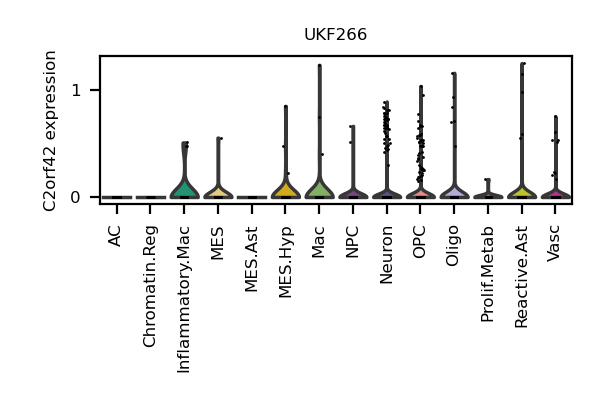 UKF266
C2orf42 expression
1
0
AC
Chromatin.Reg
Inflammatory.Mac
MES
MES.Ast
MES.Hyp
Mac
NPC
Neuron
OPC
Oligo
Prolif.Metab
Reactive.Ast
Vasc